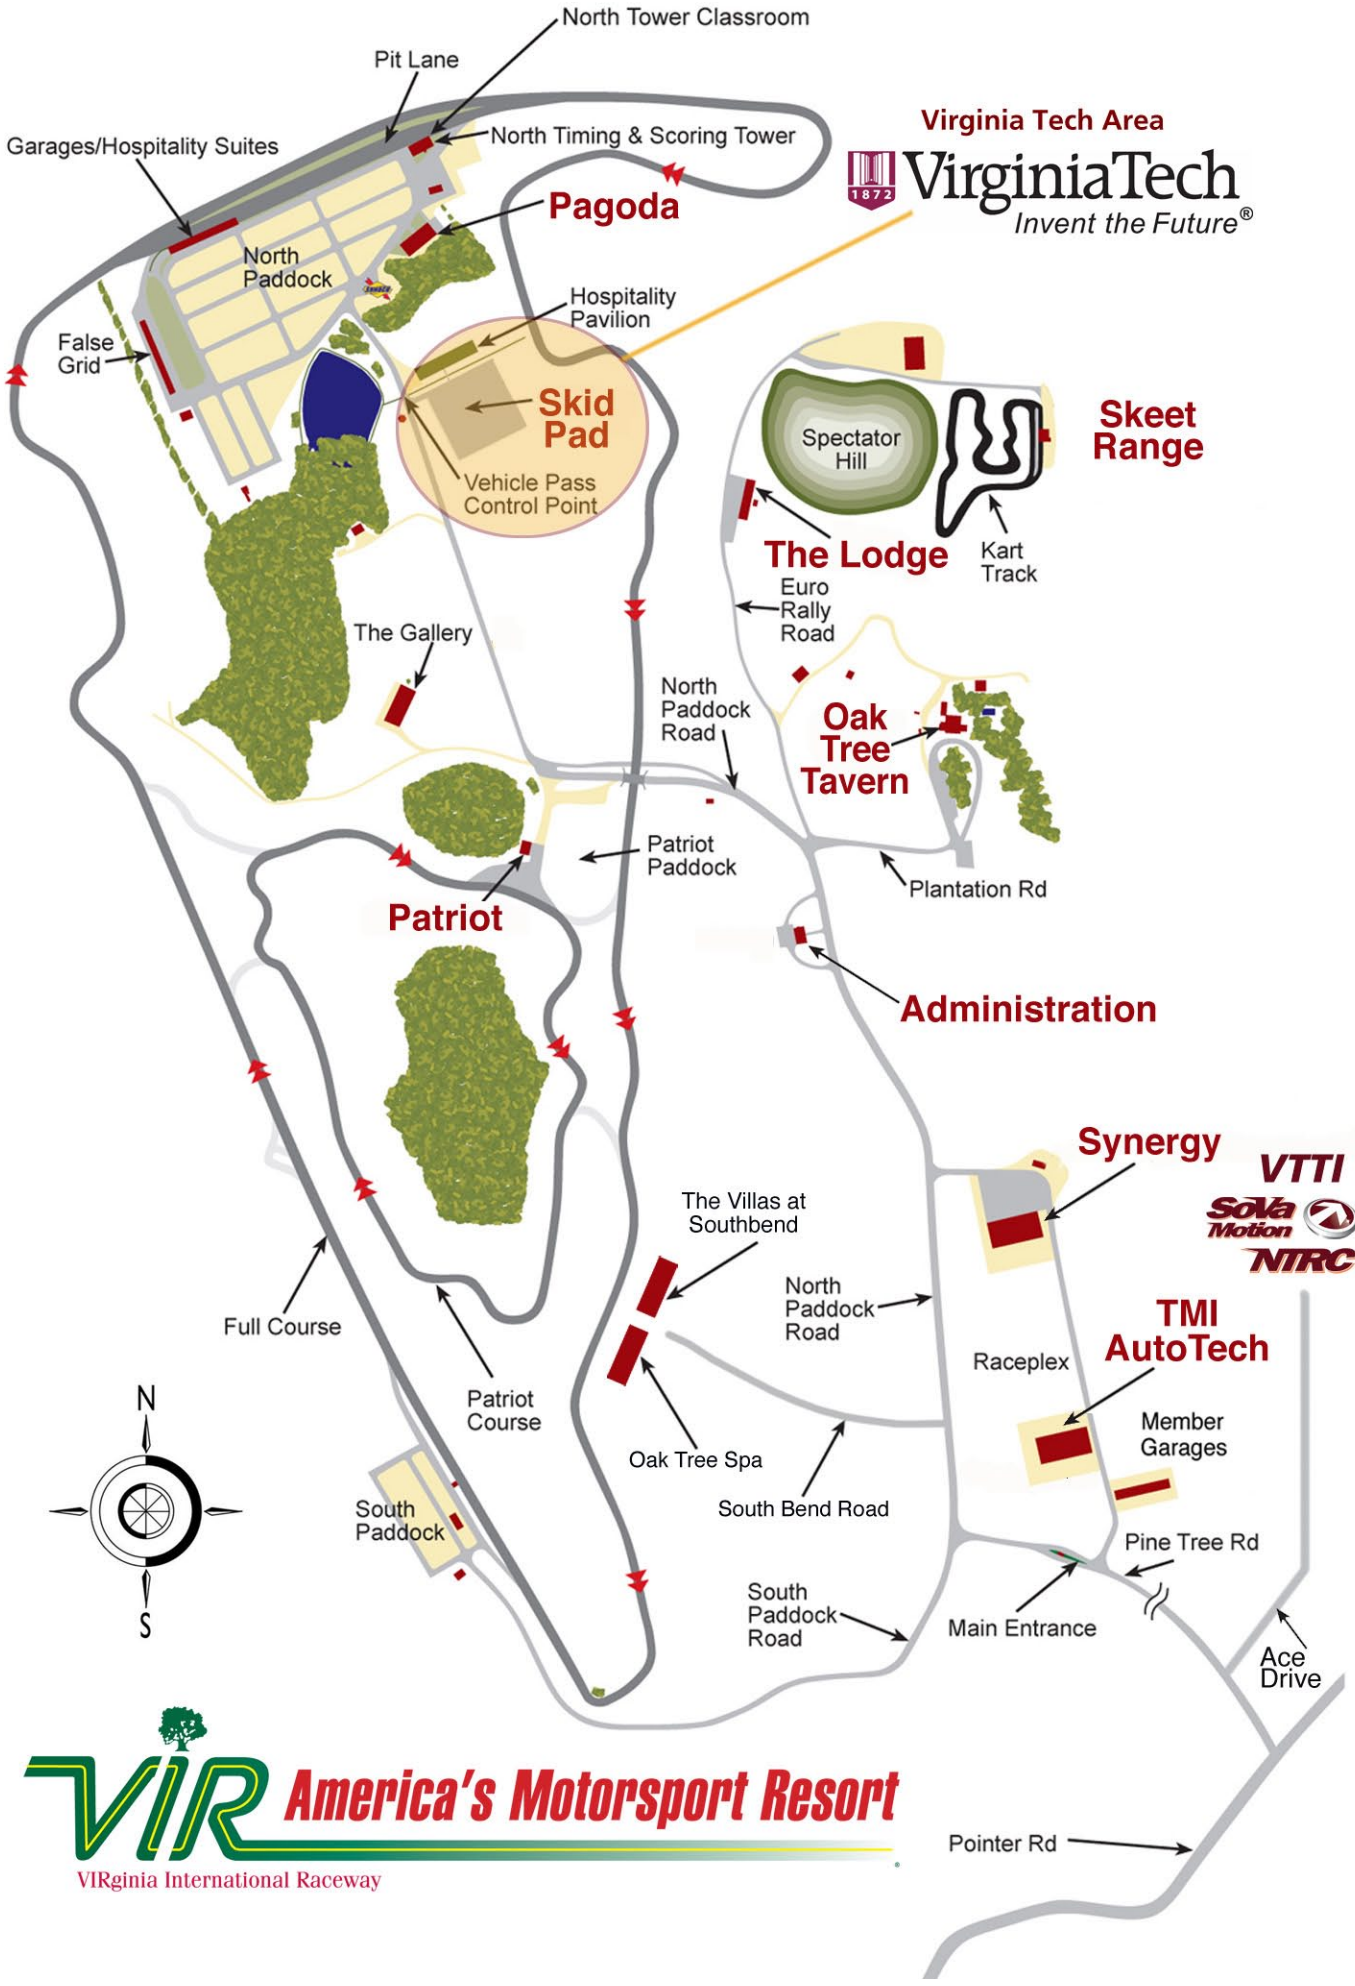 North Tower Classroom
Pit Lane
Virginia Tech Area
North Timing & Scoring Tower
Garages/Hospitality Suites
VirginiaTech
1872
Invent the Future®
Pagoda
North
Paddock
SUNOCO
Hospitality
Pavilion
False
Grid
Skid
Pad
Skeet
Range
Spectator
Hill
Vehicle Pass
Control Point
The Lodge
Kart
Track
Euro
Rally
Road
The Gallery
North
Paddock
Road
Oak
Tree
Tavern
Patriot
Paddock
Plantation Rd
Patriot
Administration
Synergy
VTTI
SoVa
Motion
NTRC
The Villas at
Southbend
North
Paddock
Road
Full Course
TMI
AutoTech
Raceplex
Patriot
Course
Member
Garages
N
Oak Tree Spa
South Bend Road
South
Paddock
Pine Tree Rd
S
South
Paddock
Road
Main Entrance
Ace
Drive
VIR America's Motorsport Resort
VIRginia International Raceway
Pointer Rd